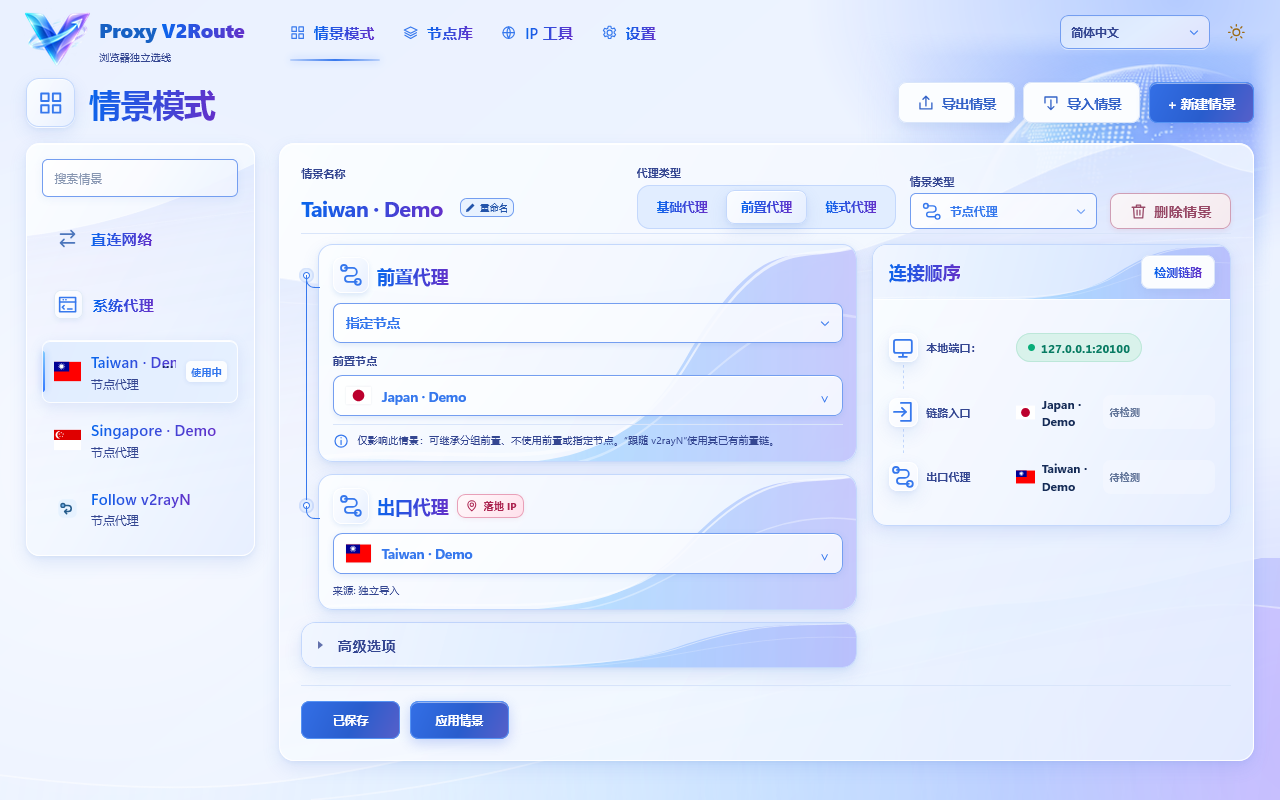 Proxy V2Route
浏览器独立选线
情景模式
节点库
IP 工具
设置
简体中文
情景模式
导出情景
导入情景
+ 新建情景
搜索情景
直连网络
系统代理
Taiwan · Den
节点代理
使用中
Singapore · Demo
节点代理
Follow v2rayN
节点代理
情景名称
Taiwan · Demo
重命名
代理类型
基础代理
前置代理
链式代理
情景类型
节点代理
删除情景
前置代理
指定节点
前置节点
Japan · Demo
仅影响此情景：可继承分组前置、不使用前置或指定节点。“跟随 v2rayN”使用其已有前置链。
出口代理
落地 IP
Taiwan · Demo
来源: 独立导入
高级选项
已保存
应用情景
连接顺序
检测链路
本地端口:
127.0.0.1:20100
链路入口
Japan ·
Demo
待检测
出口代理
Taiwan ·
Demo
待检测